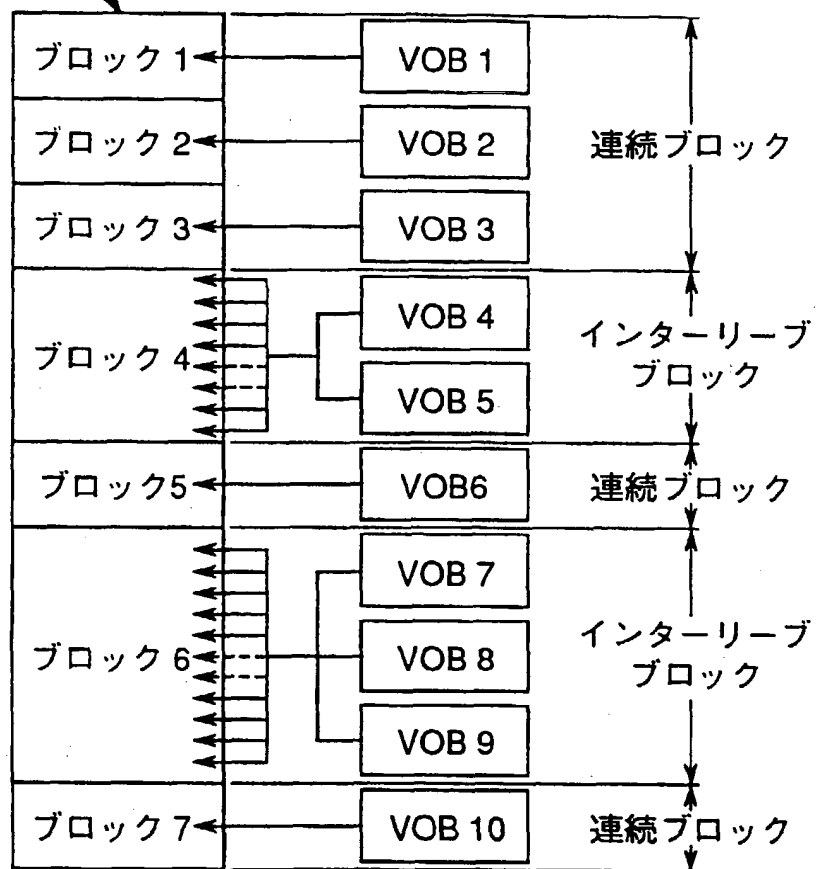 ブロック 1
VOB 1
ブロック 2
VOB 2
連続ブロック
ブロック 3
VOB 3
ブロック 4
VOB 4
VOB 5
インターリーブ
ブロック
ブロック5
VOB6
連続ブロック
ブロック 6
VOB 7
VOB 8
VOB 9
インターリーブ
ブロック
ブロック 7
VOB 10
連続ブロック